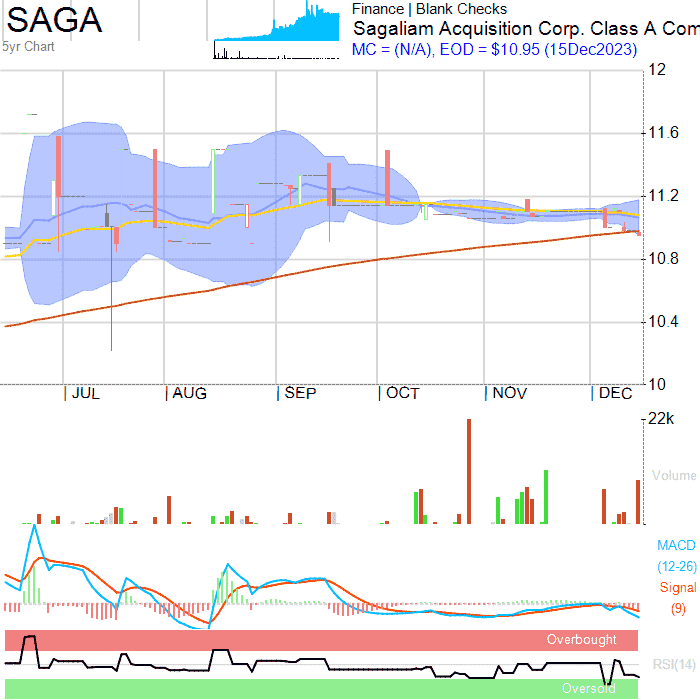 SAGA
5yr Chart
Finance | Blank Checks
Sagaliam Acquisition Corp. Class A Com
MC = (N/A), EOD = $10.95 (15Dec2023)
12
11.6
11.2
10.8
10.4
10
JUL AUG SEP OCT NOV DEC
22k
Volume
MACD
(12-26)
Signal
(9)
Overbought
RSI(14)
Oversold